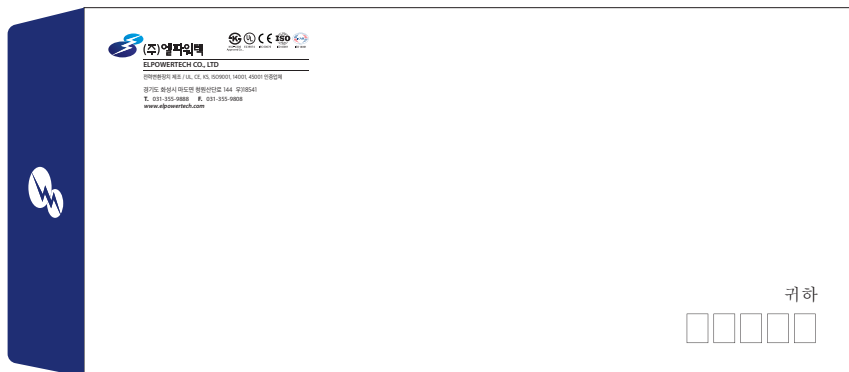 (주)엘파워텍
ISO
ELPOWERTECH CO., LTD
전력변환장치 제조 / UL, CE, KS, ISO9001, 14001, 45001 인증업체
경기도 화성시 마도면 청원산단로 144 우)18541
T. 031-355-9888 F. 031-355-9808
www.elpowertech.com
귀하